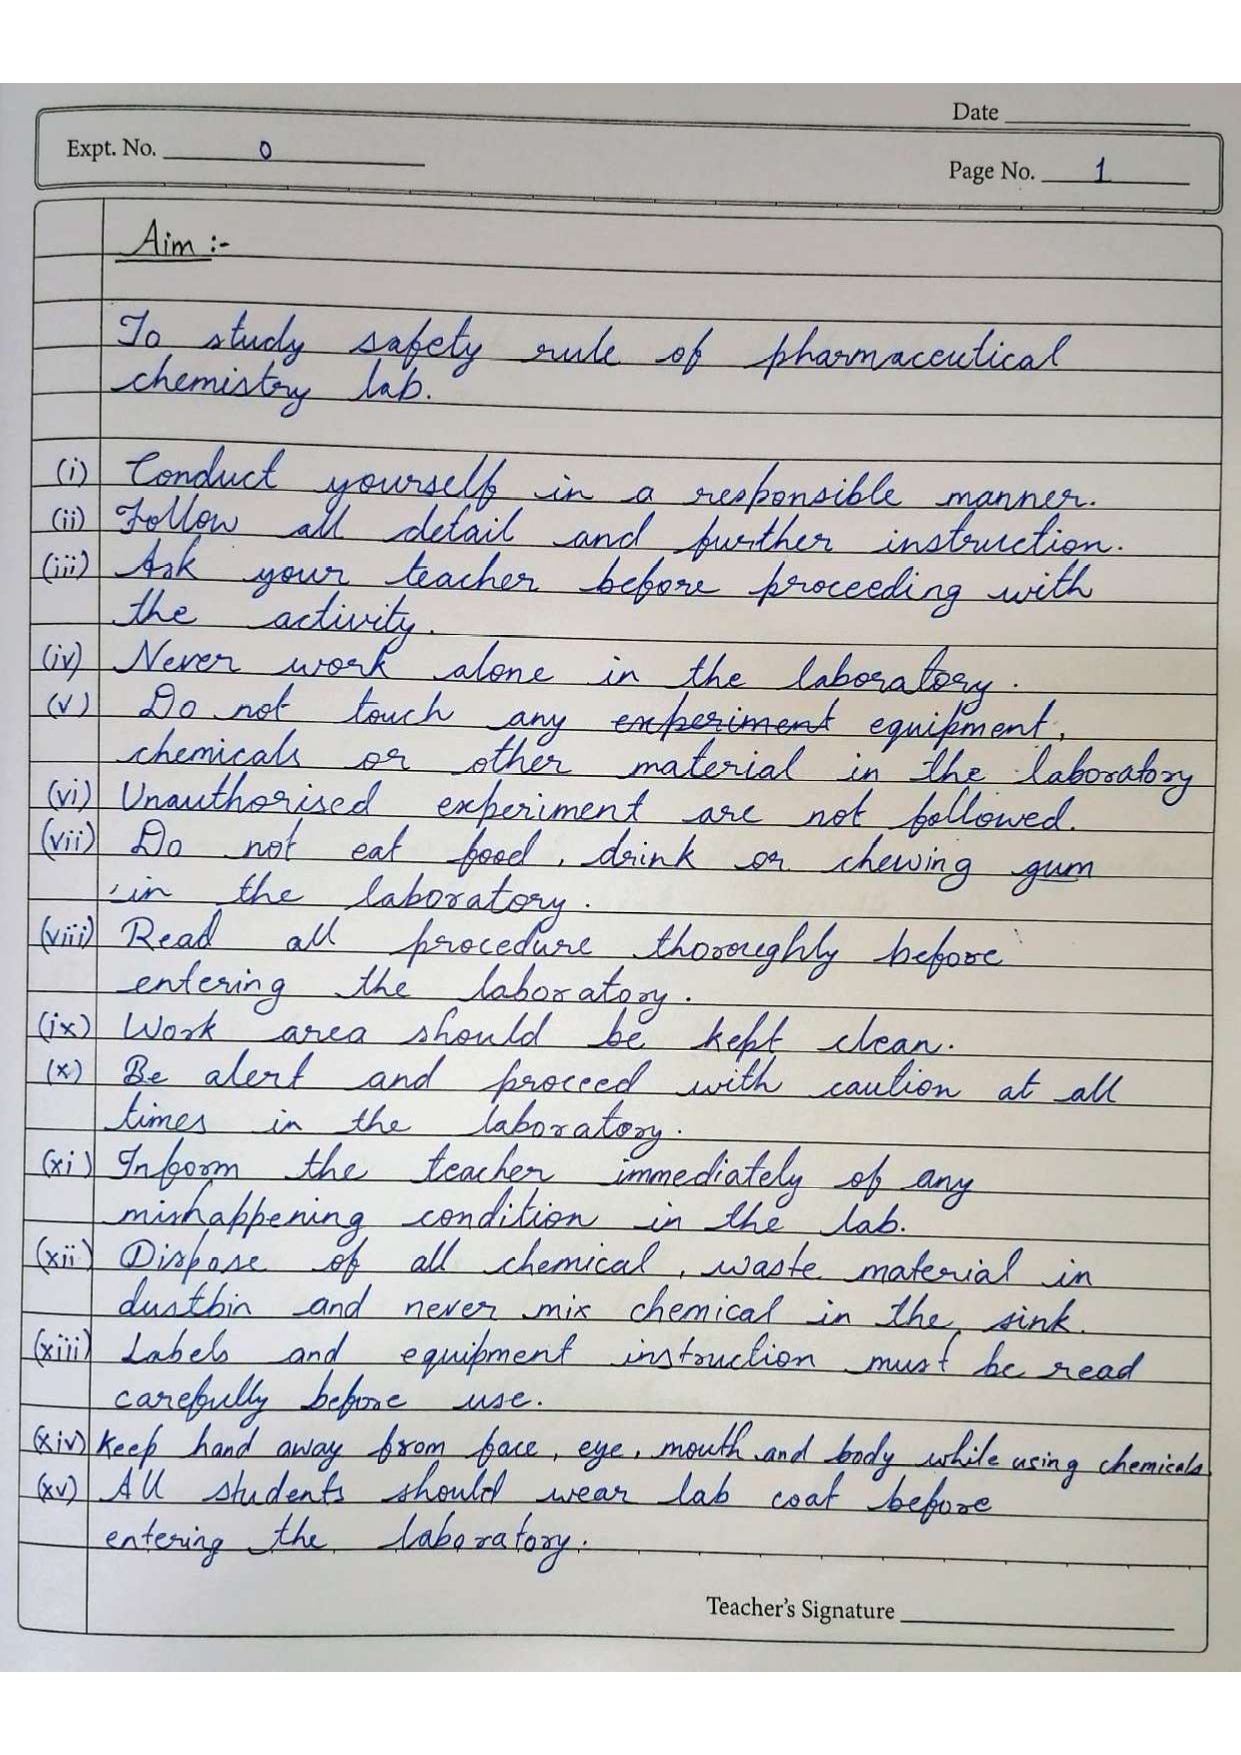 Date
Expt. No. 0
Page No. 1
Aim :-
To study safety rule of pharmaceutical
chemistry lab.
(i) Conduct yourself in a responsible manner.
(ii) Follow all detail and further instruction.
(iii) Ask your teacher before proceeding with
the activity.
(iv) Never work alone in the laboratory.
(v) Do not touch any experiment equipment,
chemicals or other material in the laboratory
(vi) Unauthorised experiment are not followed.
(vii) Do not eat food, drink or chewing gum
in the laboratory.
(viii) Read all procedure thoroughly before
entering the laboratory.
(ix) Work area should be kept clean.
(x) Be alert and proceed with caution at all
times in the laboratory.
(xi) Inform the teacher immediately of any
mishappening condition in the lab.
(xii) Dispose of all chemical, waste material in
dustbin and never mix chemical in the sink.
(xiii) Labels and equipment instruction must be read
carefully before use.
(xiv) Keep hand away from face, eye, mouth and body while using chemicals
(xv) All students should wear lab coat before
entering the laboratory.
Teacher's Signature